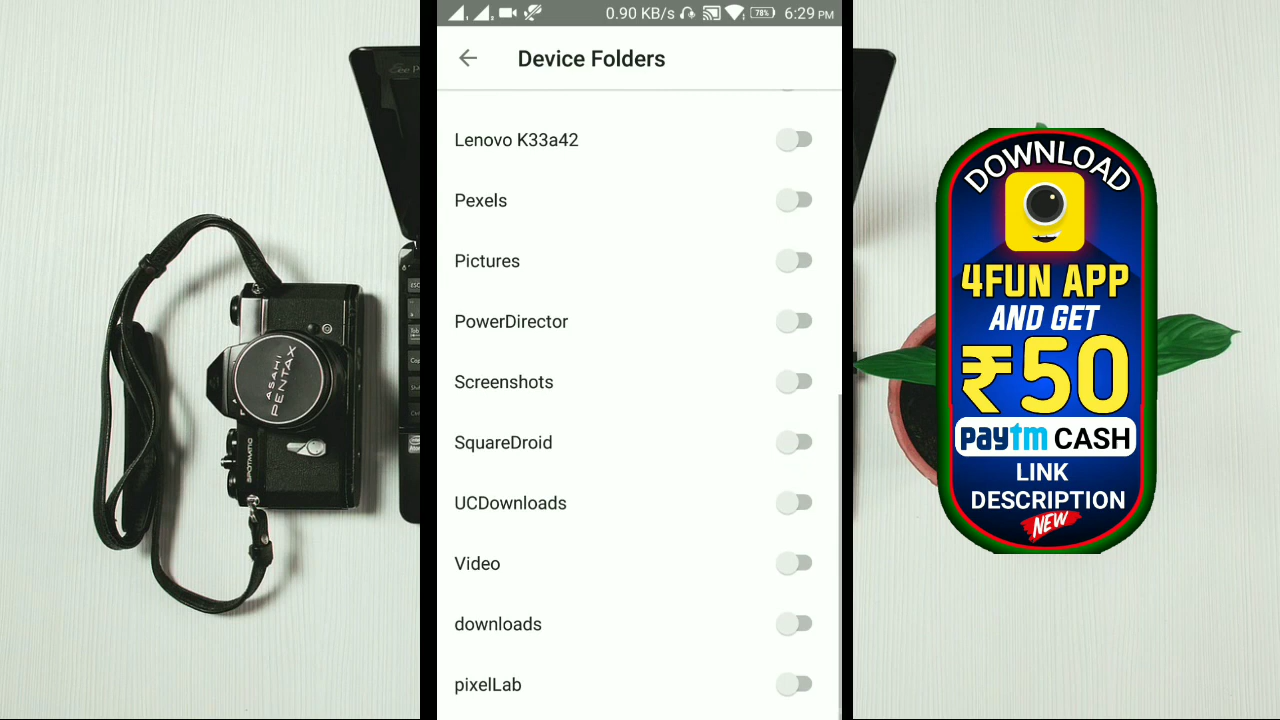 0.90 KB/s
78%
6:29 PM
Device Folders
Lenovo K33a42
Pexels
Pictures
PowerDirector
Screenshots
SquareDroid
UCDownloads
Video
downloads
pixelLab
DOWNLOAD
4FUN APP
AND GET
₹50
paytm CASH
LINK
DESCRIPTION
NEW
ASAHI
PENTAX
SPOTMATIC